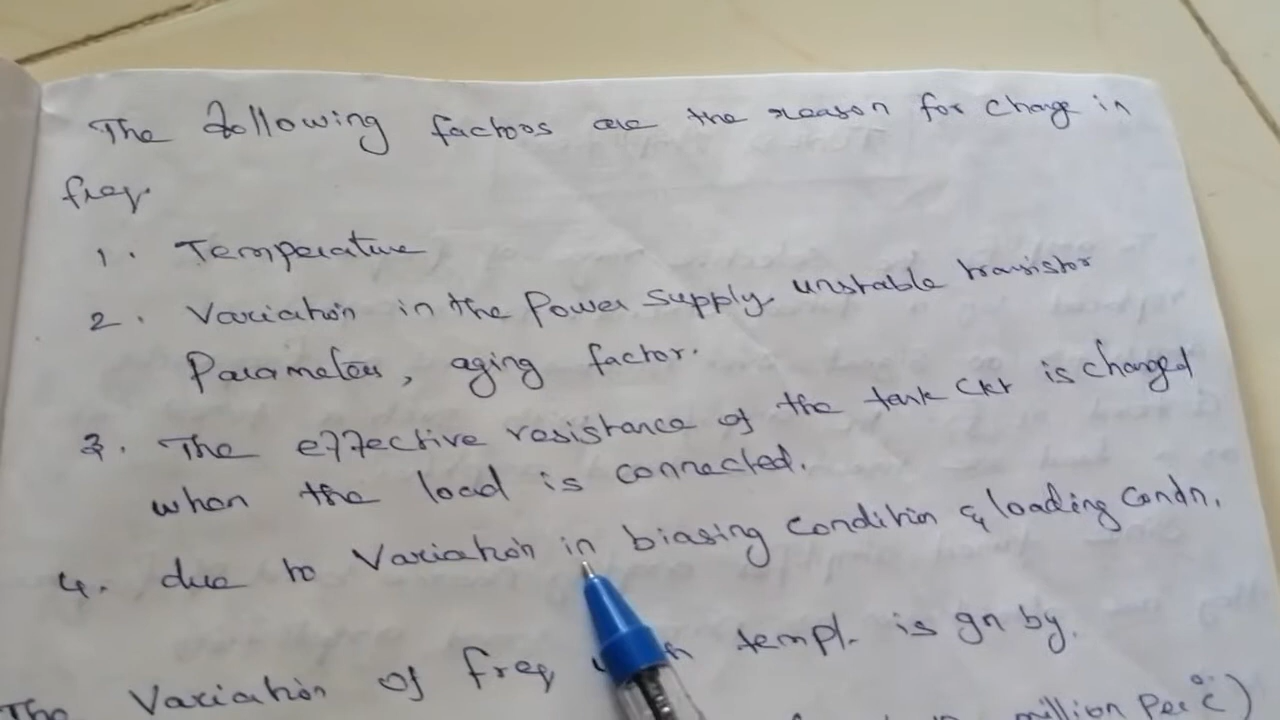 The following factors are the reason for change in
freq.
1. Temperature
2. Variation in the Power supply, unstable transistor
Parameters, aging factor.
3. The effective resistance of the tank ckt is changed
when the load is connected.
4. due to Variation in biasing condition & loading condn.
The Variation of freq temp. is gn by.
million Per °C)